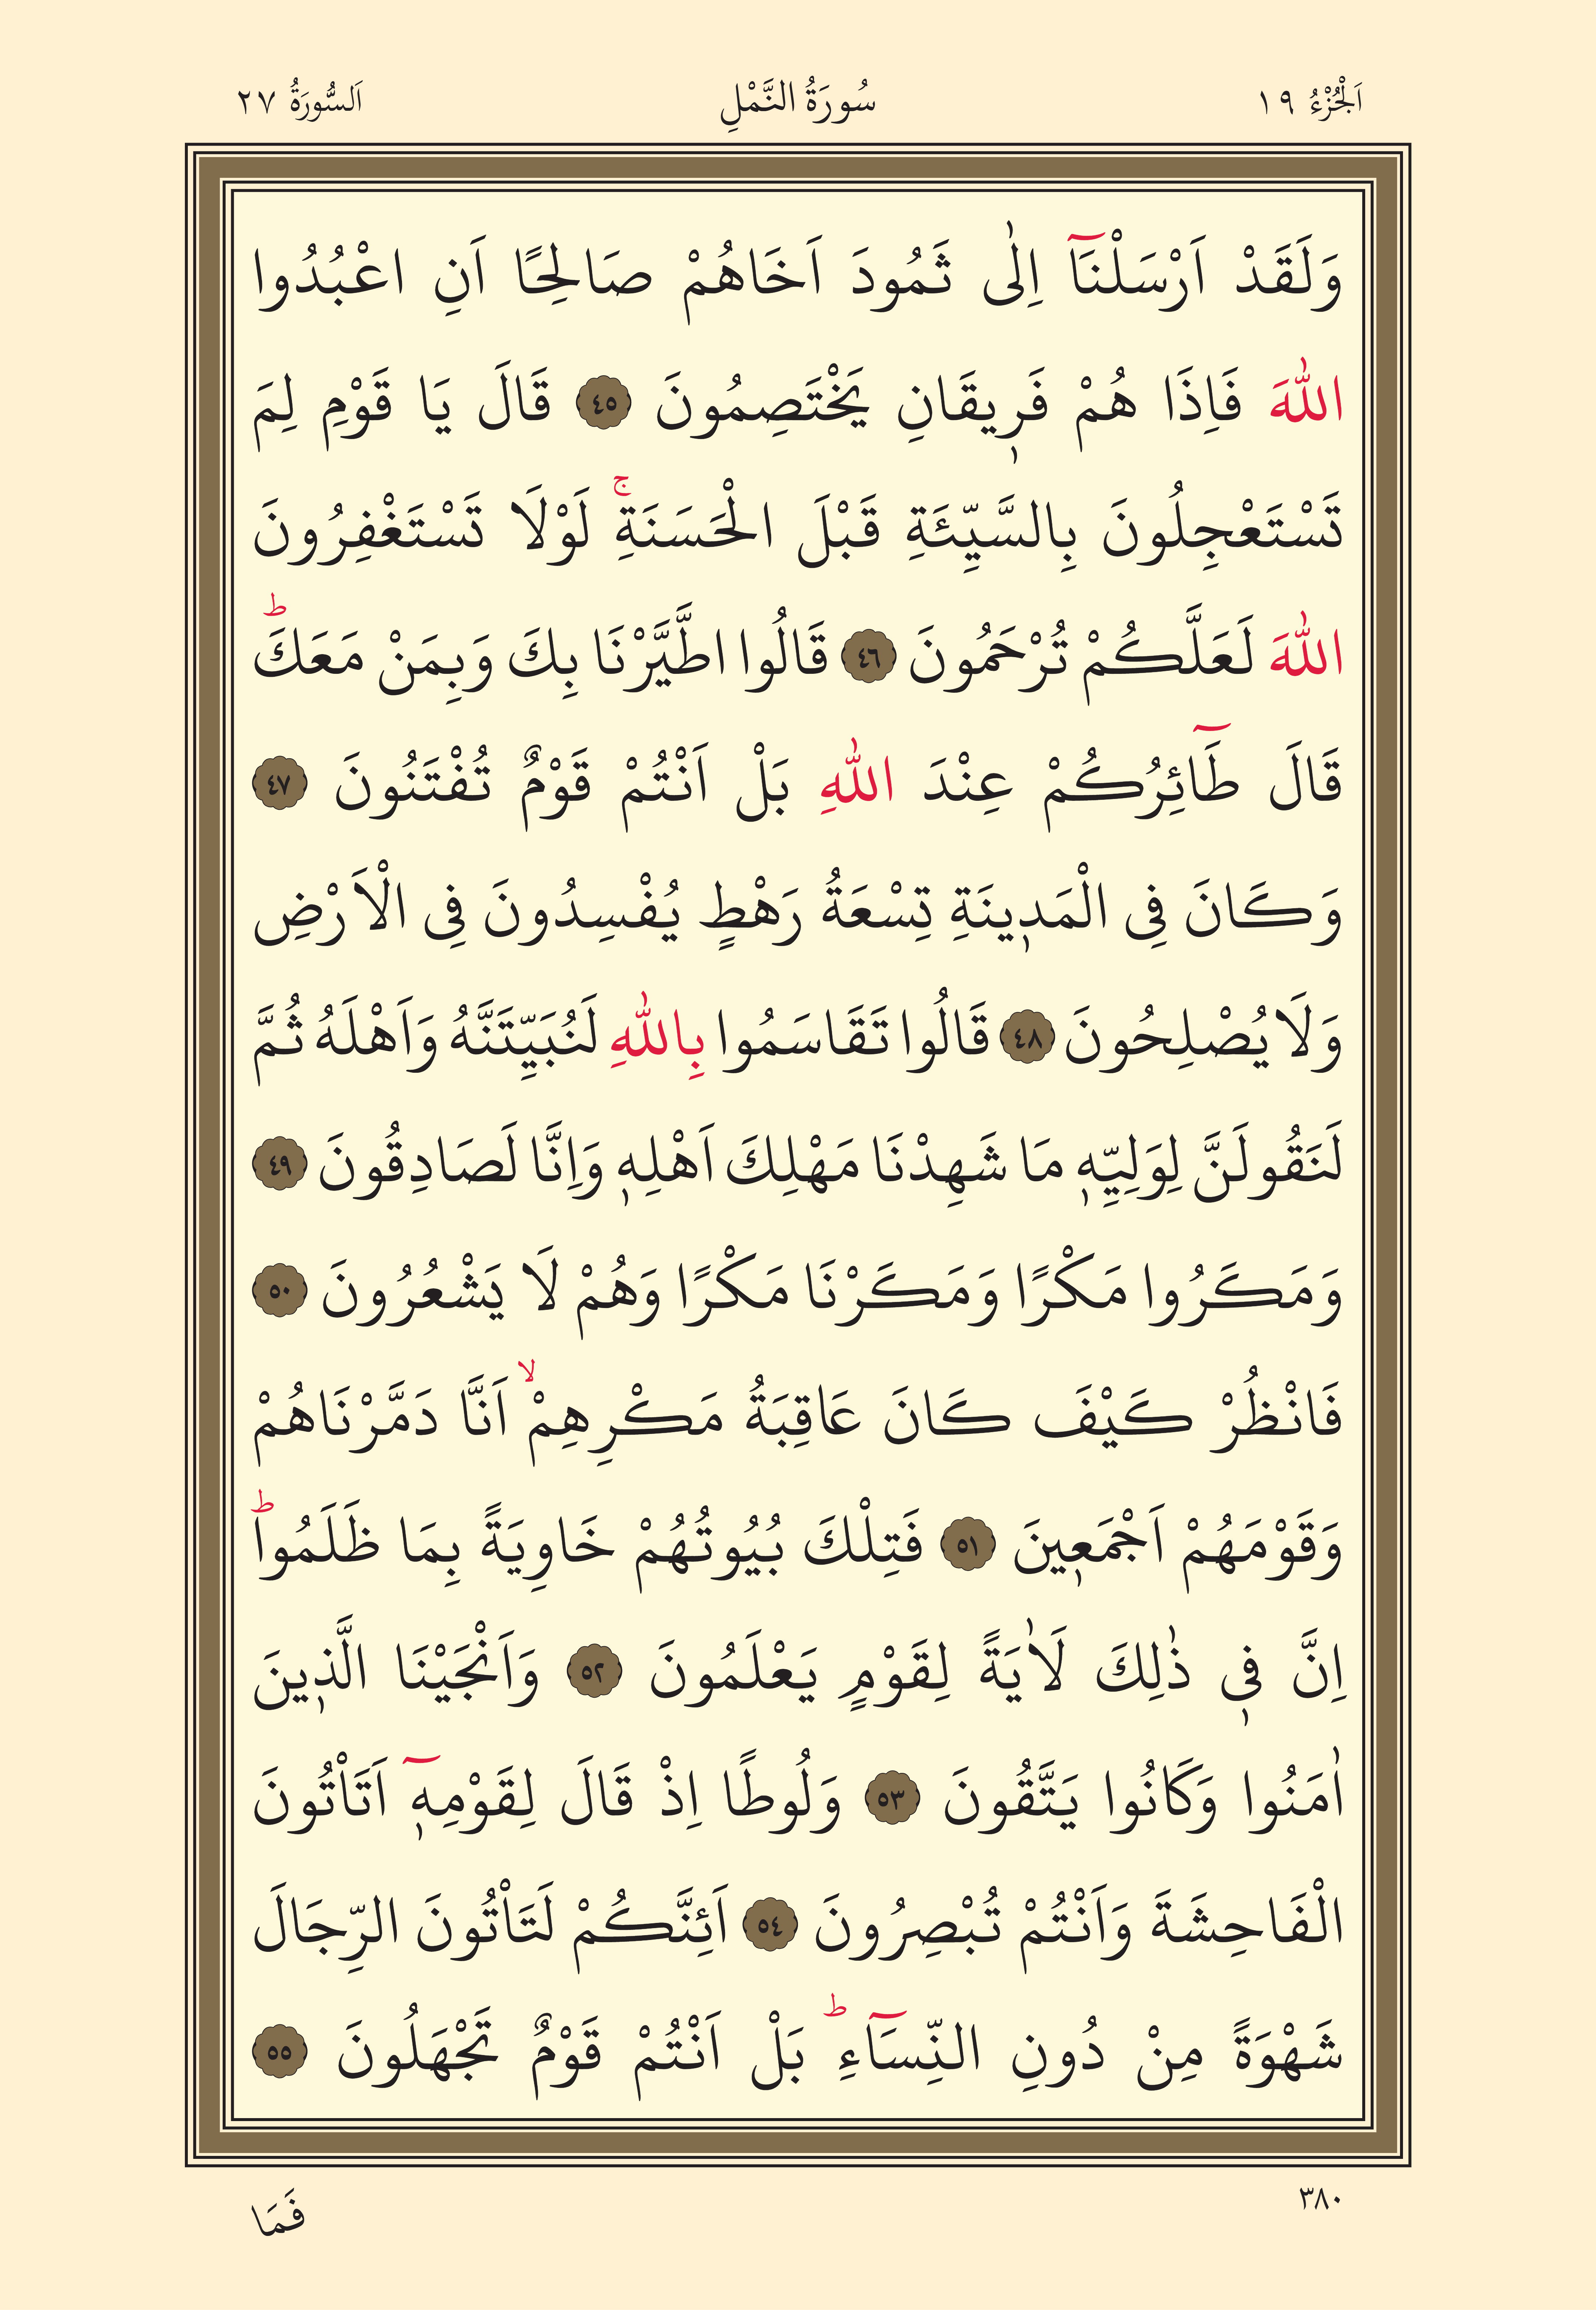 اَلْجُزْءُ ١٩ سُورَةُ النَّمْلِ اَلسُّورَةُ ٢٧
وَلَقَدْ اَرْسَلْنَٓا اِلٰى ثَمُودَ اَخَاهُمْ صَالِحًا اَنِ اعْبُدُوا
اللّٰهَ فَاِذَا هُمْ فَرٖيقَانِ يَخْتَصِمُونَ ٤٥ قَالَ يَا قَوْمِ لِمَ
تَسْتَعْجِلُونَ بِالسَّيِّئَةِ قَبْلَ الْحَسَنَةِۚ لَوْلَا تَسْتَغْفِرُونَ
اللّٰهَ لَعَلَّكُمْ تُرْحَمُونَ ٤٦ قَالُوا اطَّيَّرْنَا بِكَ وَبِمَنْ مَعَكَؕ
قَالَ طَٓائِرُكُمْ عِنْدَ اللّٰهِ بَلْ اَنْتُمْ قَوْمٌ تُفْتَنُونَ ٤٧
وَكَانَ فِى الْمَدٖينَةِ تِسْعَةُ رَهْطٍ يُفْسِدُونَ فِى الْاَرْضِ
وَلَا يُصْلِحُونَ ٤٨ قَالُوا تَقَاسَمُوا بِاللّٰهِ لَنُبَيِّتَنَّهُ وَاَهْلَهُ ثُمَّ
لَنَقُولَنَّ لِوَلِيِّهٖ مَا شَهِدْنَا مَهْلِكَ اَهْلِهٖ وَاِنَّا لَصَادِقُونَ ٤٩
وَمَكَرُوا مَكْرًا وَمَكَرْنَا مَكْرًا وَهُمْ لَا يَشْعُرُونَ ٥٠
فَانْظُرْ كَيْفَ كَانَ عَاقِبَةُ مَكْرِهِمْۙ اَنَّا دَمَّرْنَاهُمْ
وَقَوْمَهُمْ اَجْمَعٖينَ ٥١ فَتِلْكَ بُيُوتُهُمْ خَاوِيَةً بِمَا ظَلَمُواؕ
اِنَّ فٖى ذٰلِكَ لَاٰيَةً لِقَوْمٍ يَعْلَمُونَ ٥٢ وَاَنْجَيْنَا الَّذٖينَ
اٰمَنُوا وَكَانُوا يَتَّقُونَ ٥٣ وَلُوطًا اِذْ قَالَ لِقَوْمِهٖٓ اَتَاْتُونَ
الْفَاحِشَةَ وَاَنْتُمْ تُبْصِرُونَ ٥٤ اَئِنَّكُمْ لَتَاْتُونَ الرِّجَالَ
شَهْوَةً مِنْ دُونِ النِّسَٓاءِؕ بَلْ اَنْتُمْ قَوْمٌ تَجْهَلُونَ ٥٥
٣٨٠ فَمَا